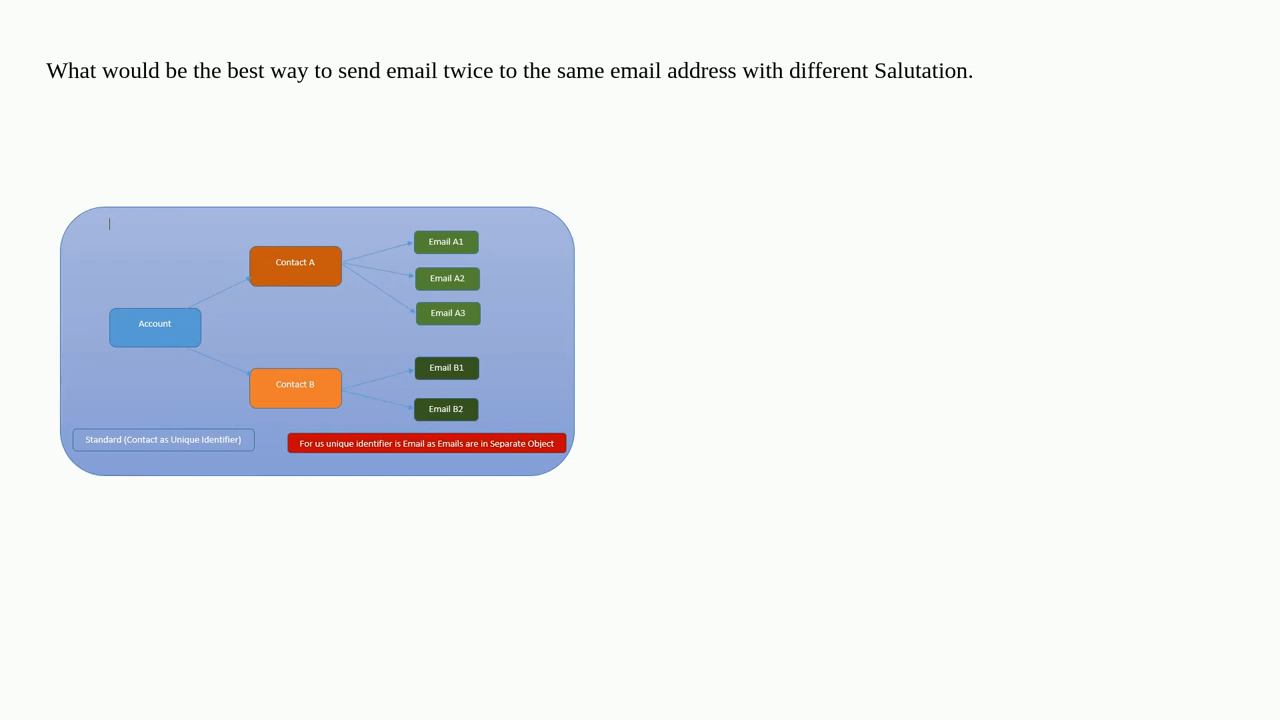 What would be the best way to send email twice to the same email address with different Salutation.
Email A1
Contact A
Email A2
Email A3
Account
Email B1
Contact B
Email B2
Standard (Contact as Unique Identifier)
For us unique identifier is Email as Emails are in Separate Object